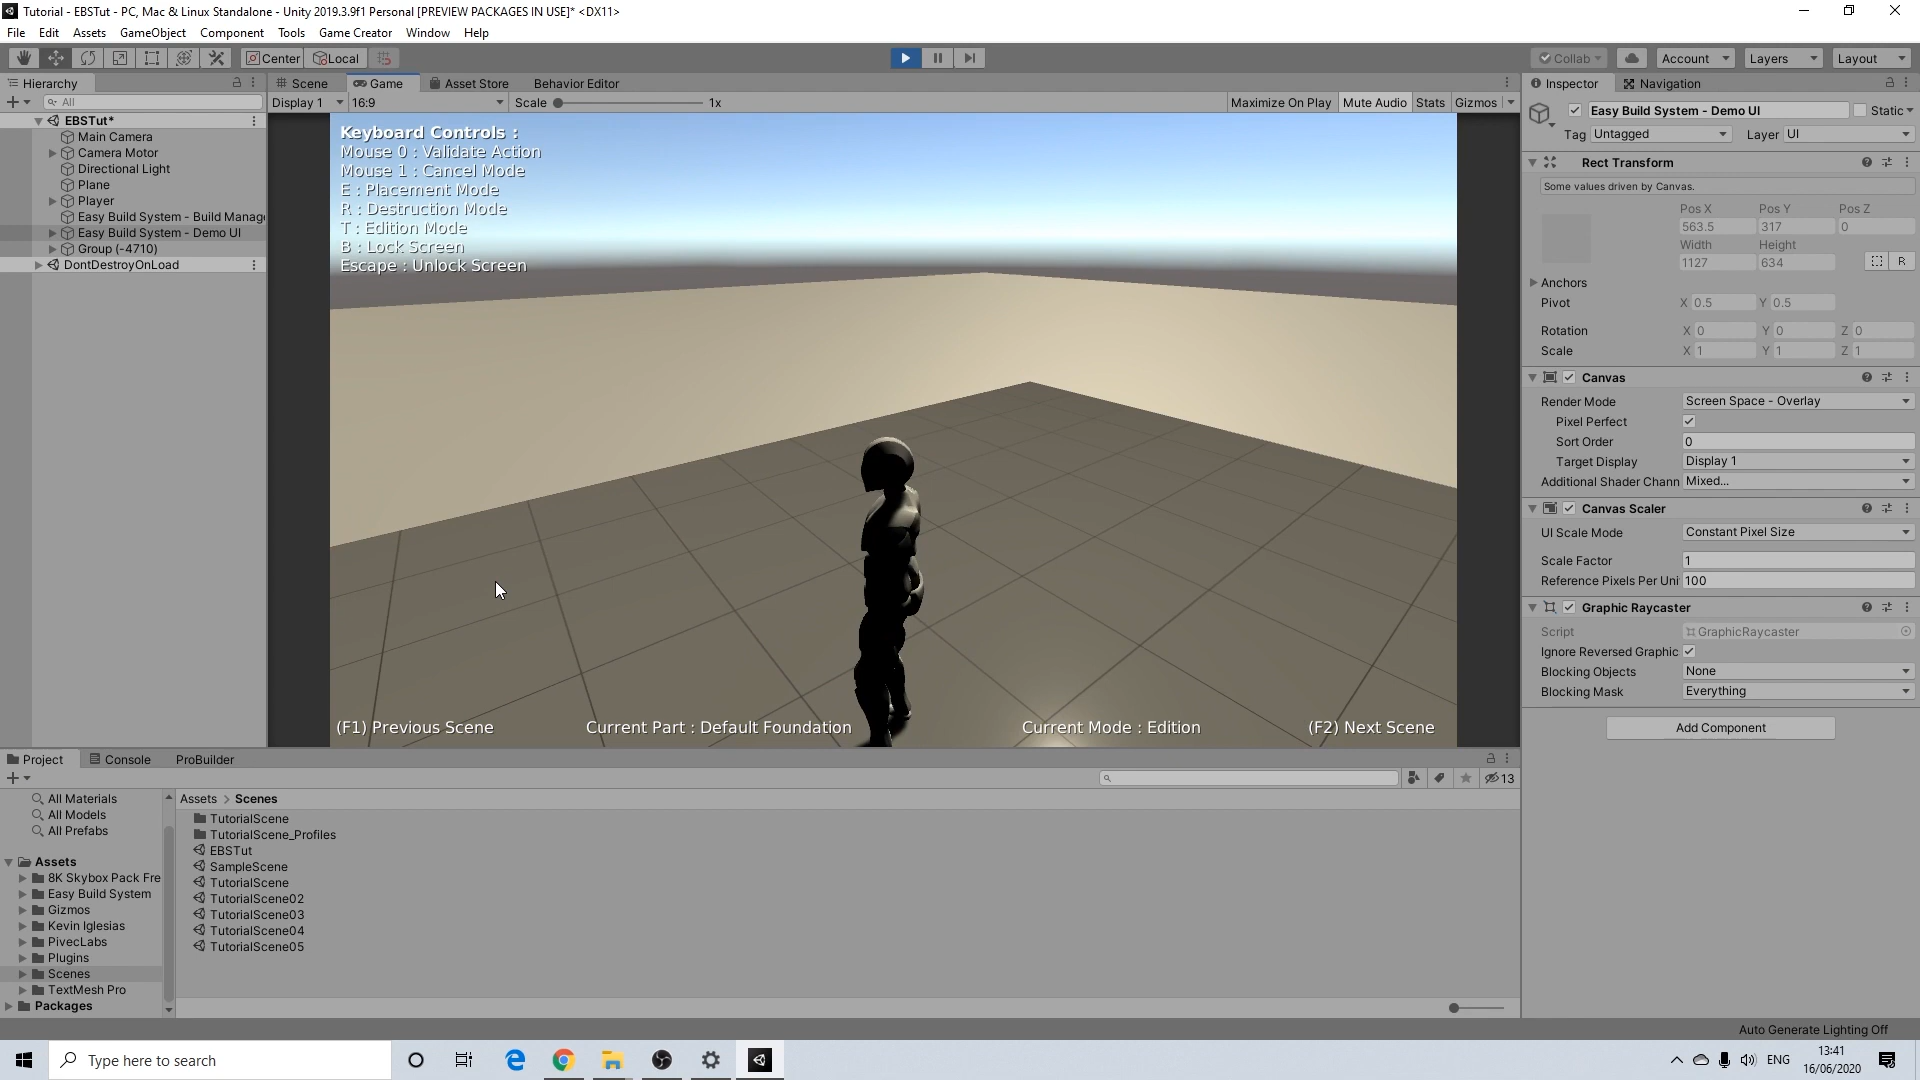 Tutorial - EBSTut - PC, Mac & Linux Standalone - Unity 2019.3.9f1 Personal [PREVIEW PACKAGES IN USE]* <DX11>
File Edit Assets GameObject Component Tools Game Creator Window Help
Center Local Collab Account Layers Layout
Hierarchy Scene Game Asset Store Behavior Editor Inspector Navigation
All Display 1 16:9 Scale 1x Maximize On Play Mute Audio Stats Gizmos
EBSTut*
Main Camera
Camera Motor
Directional Light
Plane
Player
Easy Build System - Build Manag
Easy Build System - Demo UI
Group (-4710)
DontDestroyOnLoad
Keyboard Controls :
Mouse 0 : Validate Action
Mouse 1 : Cancel Mode
E : Placement Mode
R : Destruction Mode
T : Edition Mode
B : Lock Screen
Escape : Unlock Screen
(F1) Previous Scene Current Part : Default Foundation Current Mode : Edition (F2) Next Scene
Easy Build System - Demo UI Static
Tag Untagged Layer UI
Rect Transform
Some values driven by Canvas.
Pos X Pos Y Pos Z
563.5 317 0
Width Height
1127 634 R
Anchors
Pivot X 0.5 Y 0.5
Rotation X 0 Y 0 Z 0
Scale X 1 Y 1 Z 1
Canvas
Render Mode Screen Space - Overlay
Pixel Perfect
Sort Order 0
Target Display Display 1
Additional Shader Chann Mixed...
Canvas Scaler
UI Scale Mode Constant Pixel Size
Scale Factor 1
Reference Pixels Per Uni 100
Graphic Raycaster
Script GraphicRaycaster
Ignore Reversed Graphic
Blocking Objects None
Blocking Mask Everything
Add Component
Project Console ProBuilder
13
All Materials
All Models
All Prefabs
Assets
8K Skybox Pack Fre
Easy Build System
Gizmos
Kevin Iglesias
PivecLabs
Plugins
Scenes
TextMesh Pro
Packages
Assets > Scenes
TutorialScene
TutorialScene_Profiles
EBSTut
SampleScene
TutorialScene
TutorialScene02
TutorialScene03
TutorialScene04
TutorialScene05
Auto Generate Lighting Off
Type here to search
ENG
13:41
16/06/2020